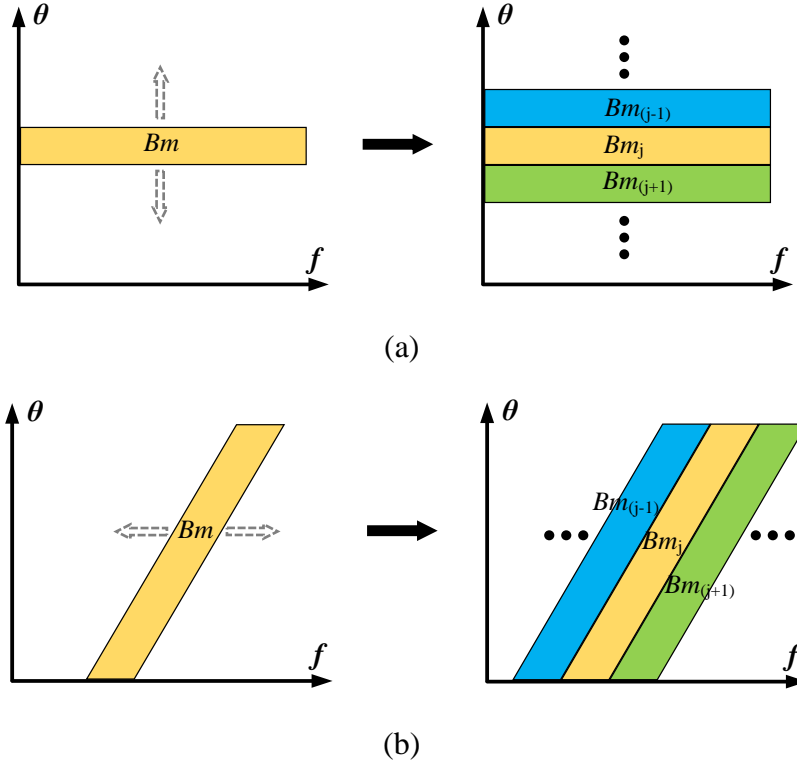 θ
Bm
f
θ
Bm(j-1)
Bmj
Bm(j+1)
f
(a)
θ
Bm
f
θ
Bm(j-1)
Bmj
Bm(j+1)
f
(b)